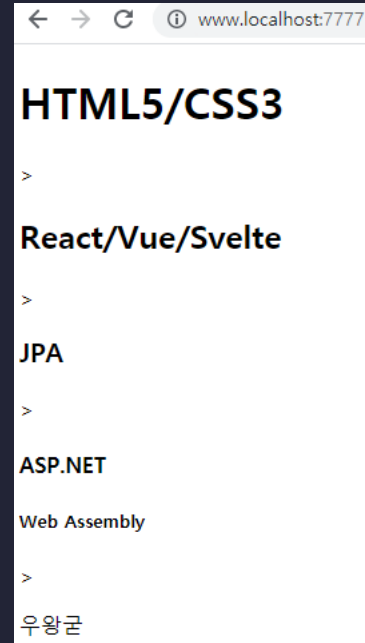 www.localhost:7777
HTML5/CSS3
>
React/Vue/Svelte
>
JPA
>
ASP.NET
Web Assembly
>
우왕굳